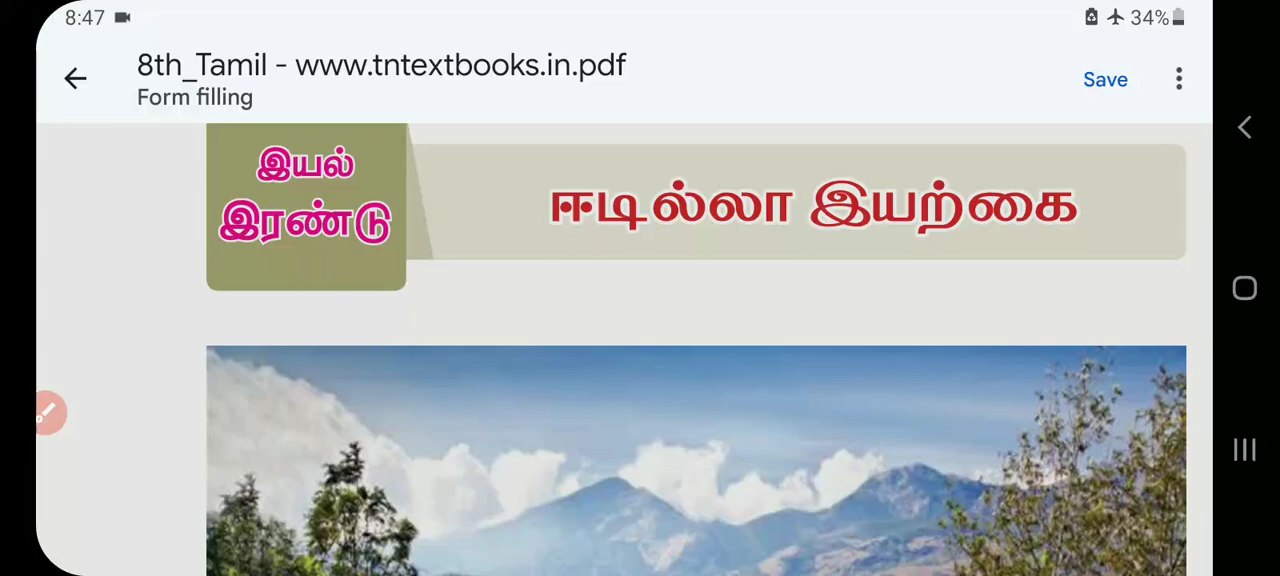 8:47 34%
8th_Tamil - www.tntextbooks.in.pdf
Form filling
Save
இயல்
இரண்டு
ஈடில்லா இயற்கை